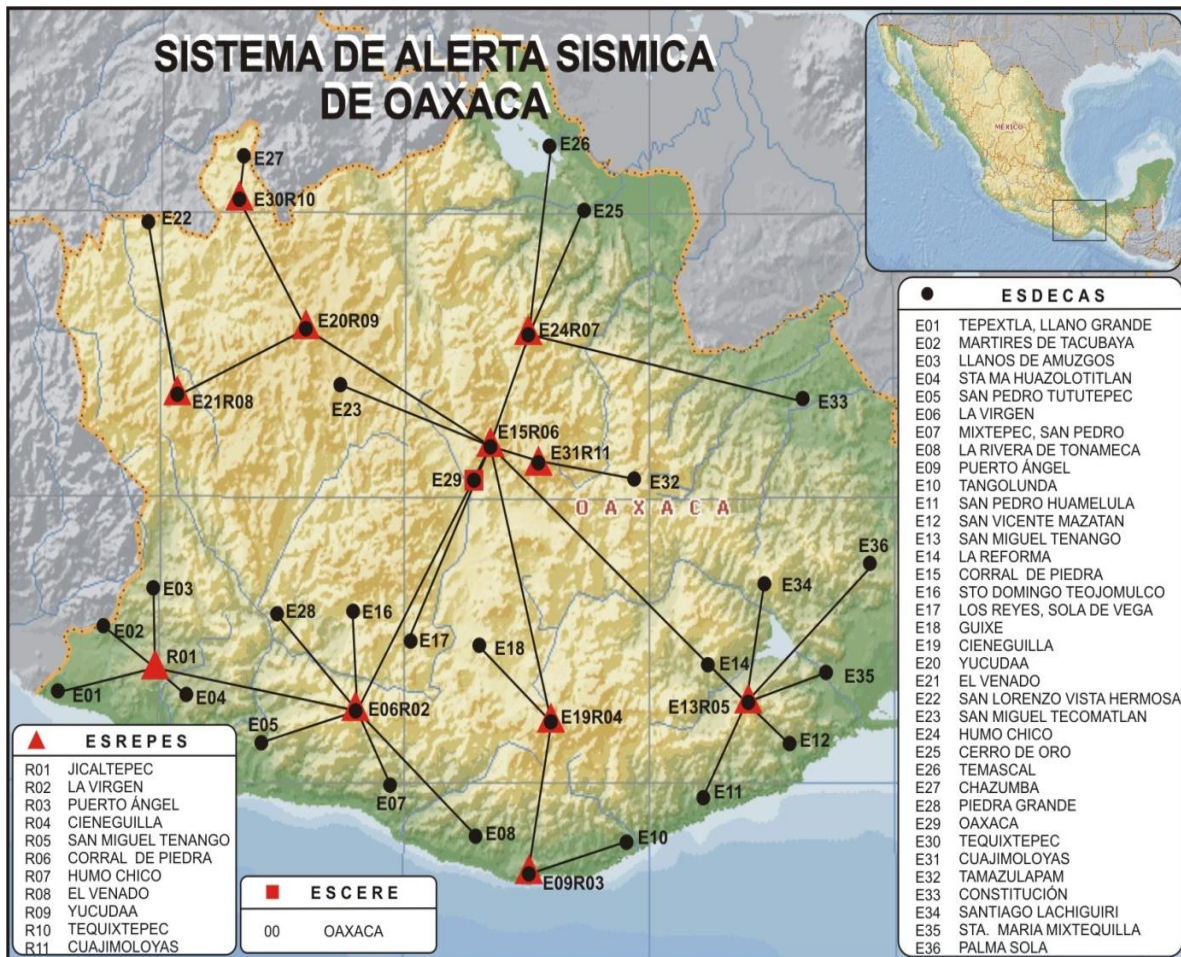 SISTEMA DE ALERTA SISMICA
DE OAXACA
MÉXICO
E27
E26
E30R10
E22
E25
E20R09
E24R07
E21R08
E23
E33
E15R06
E31R11
E29
E32
OAXACA
E36
E03
E34
E28
E16
E02
E17
E18
R01
E14
E35
E01
E04
E06R02
E13R05
E19R04
E05
E12
E07
E11
E08
E10
E09R03
ESREPES
R01 JICALTEPEC
R02 LA VIRGEN
R03 PUERTO ÁNGEL
R04 CIENEGUILLA
R05 SAN MIGUEL TENANGO
R06 CORRAL DE PIEDRA
R07 HUMO CHICO
R08 EL VENADO
R09 YUCUDAA
R10 TEQUIXTEPEC
R11 CUAJIMOLOYAS
ESCERE
00 OAXACA
ESDECAS
E01 TEPEXTLA, LLANO GRANDE
E02 MARTIRES DE TACUBAYA
E03 LLANOS DE AMUZGOS
E04 STA MA HUAZOLOTITLAN
E05 SAN PEDRO TUTUTEPEC
E06 LA VIRGEN
E07 MIXTEPEC, SAN PEDRO
E08 LA RIVERA DE TONAMECA
E09 PUERTO ÁNGEL
E10 TANGOLUNDA
E11 SAN PEDRO HUAMELULA
E12 SAN VICENTE MAZATAN
E13 SAN MIGUEL TENANGO
E14 LA REFORMA
E15 CORRAL DE PIEDRA
E16 STO DOMINGO TEOJOMULCO
E17 LOS REYES, SOLA DE VEGA
E18 GUIXE
E19 CIENEGUILLA
E20 YUCUDAA
E21 EL VENADO
E22 SAN LORENZO VISTA HERMOSA
E23 SAN MIGUEL TECOMATLAN
E24 HUMO CHICO
E25 CERRO DE ORO
E26 TEMASCAL
E27 CHAZUMBA
E28 PIEDRA GRANDE
E29 OAXACA
E30 TEQUIXTEPEC
E31 CUAJIMOLOYAS
E32 TAMAZULAPAM
E33 CONSTITUCIÓN
E34 SANTIAGO LACHIGUIRI
E35 STA. MARIA MIXTEQUILLA
E36 PALMA SOLA